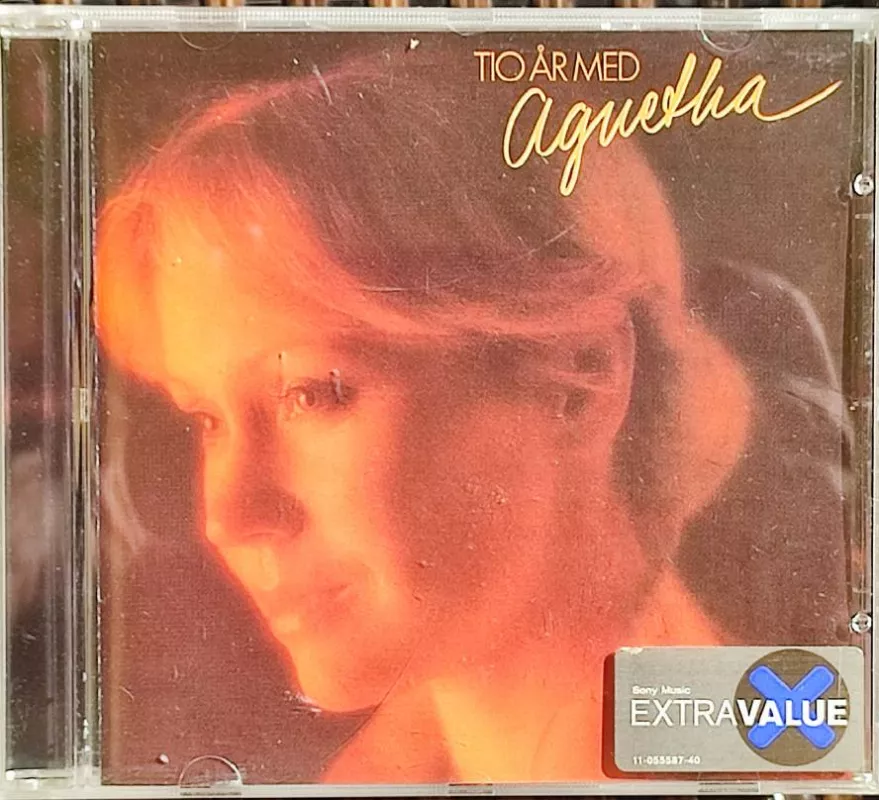 TIO ÅR MED
agnetha
Sony Music
EXTRAVALUE
11-055587-40